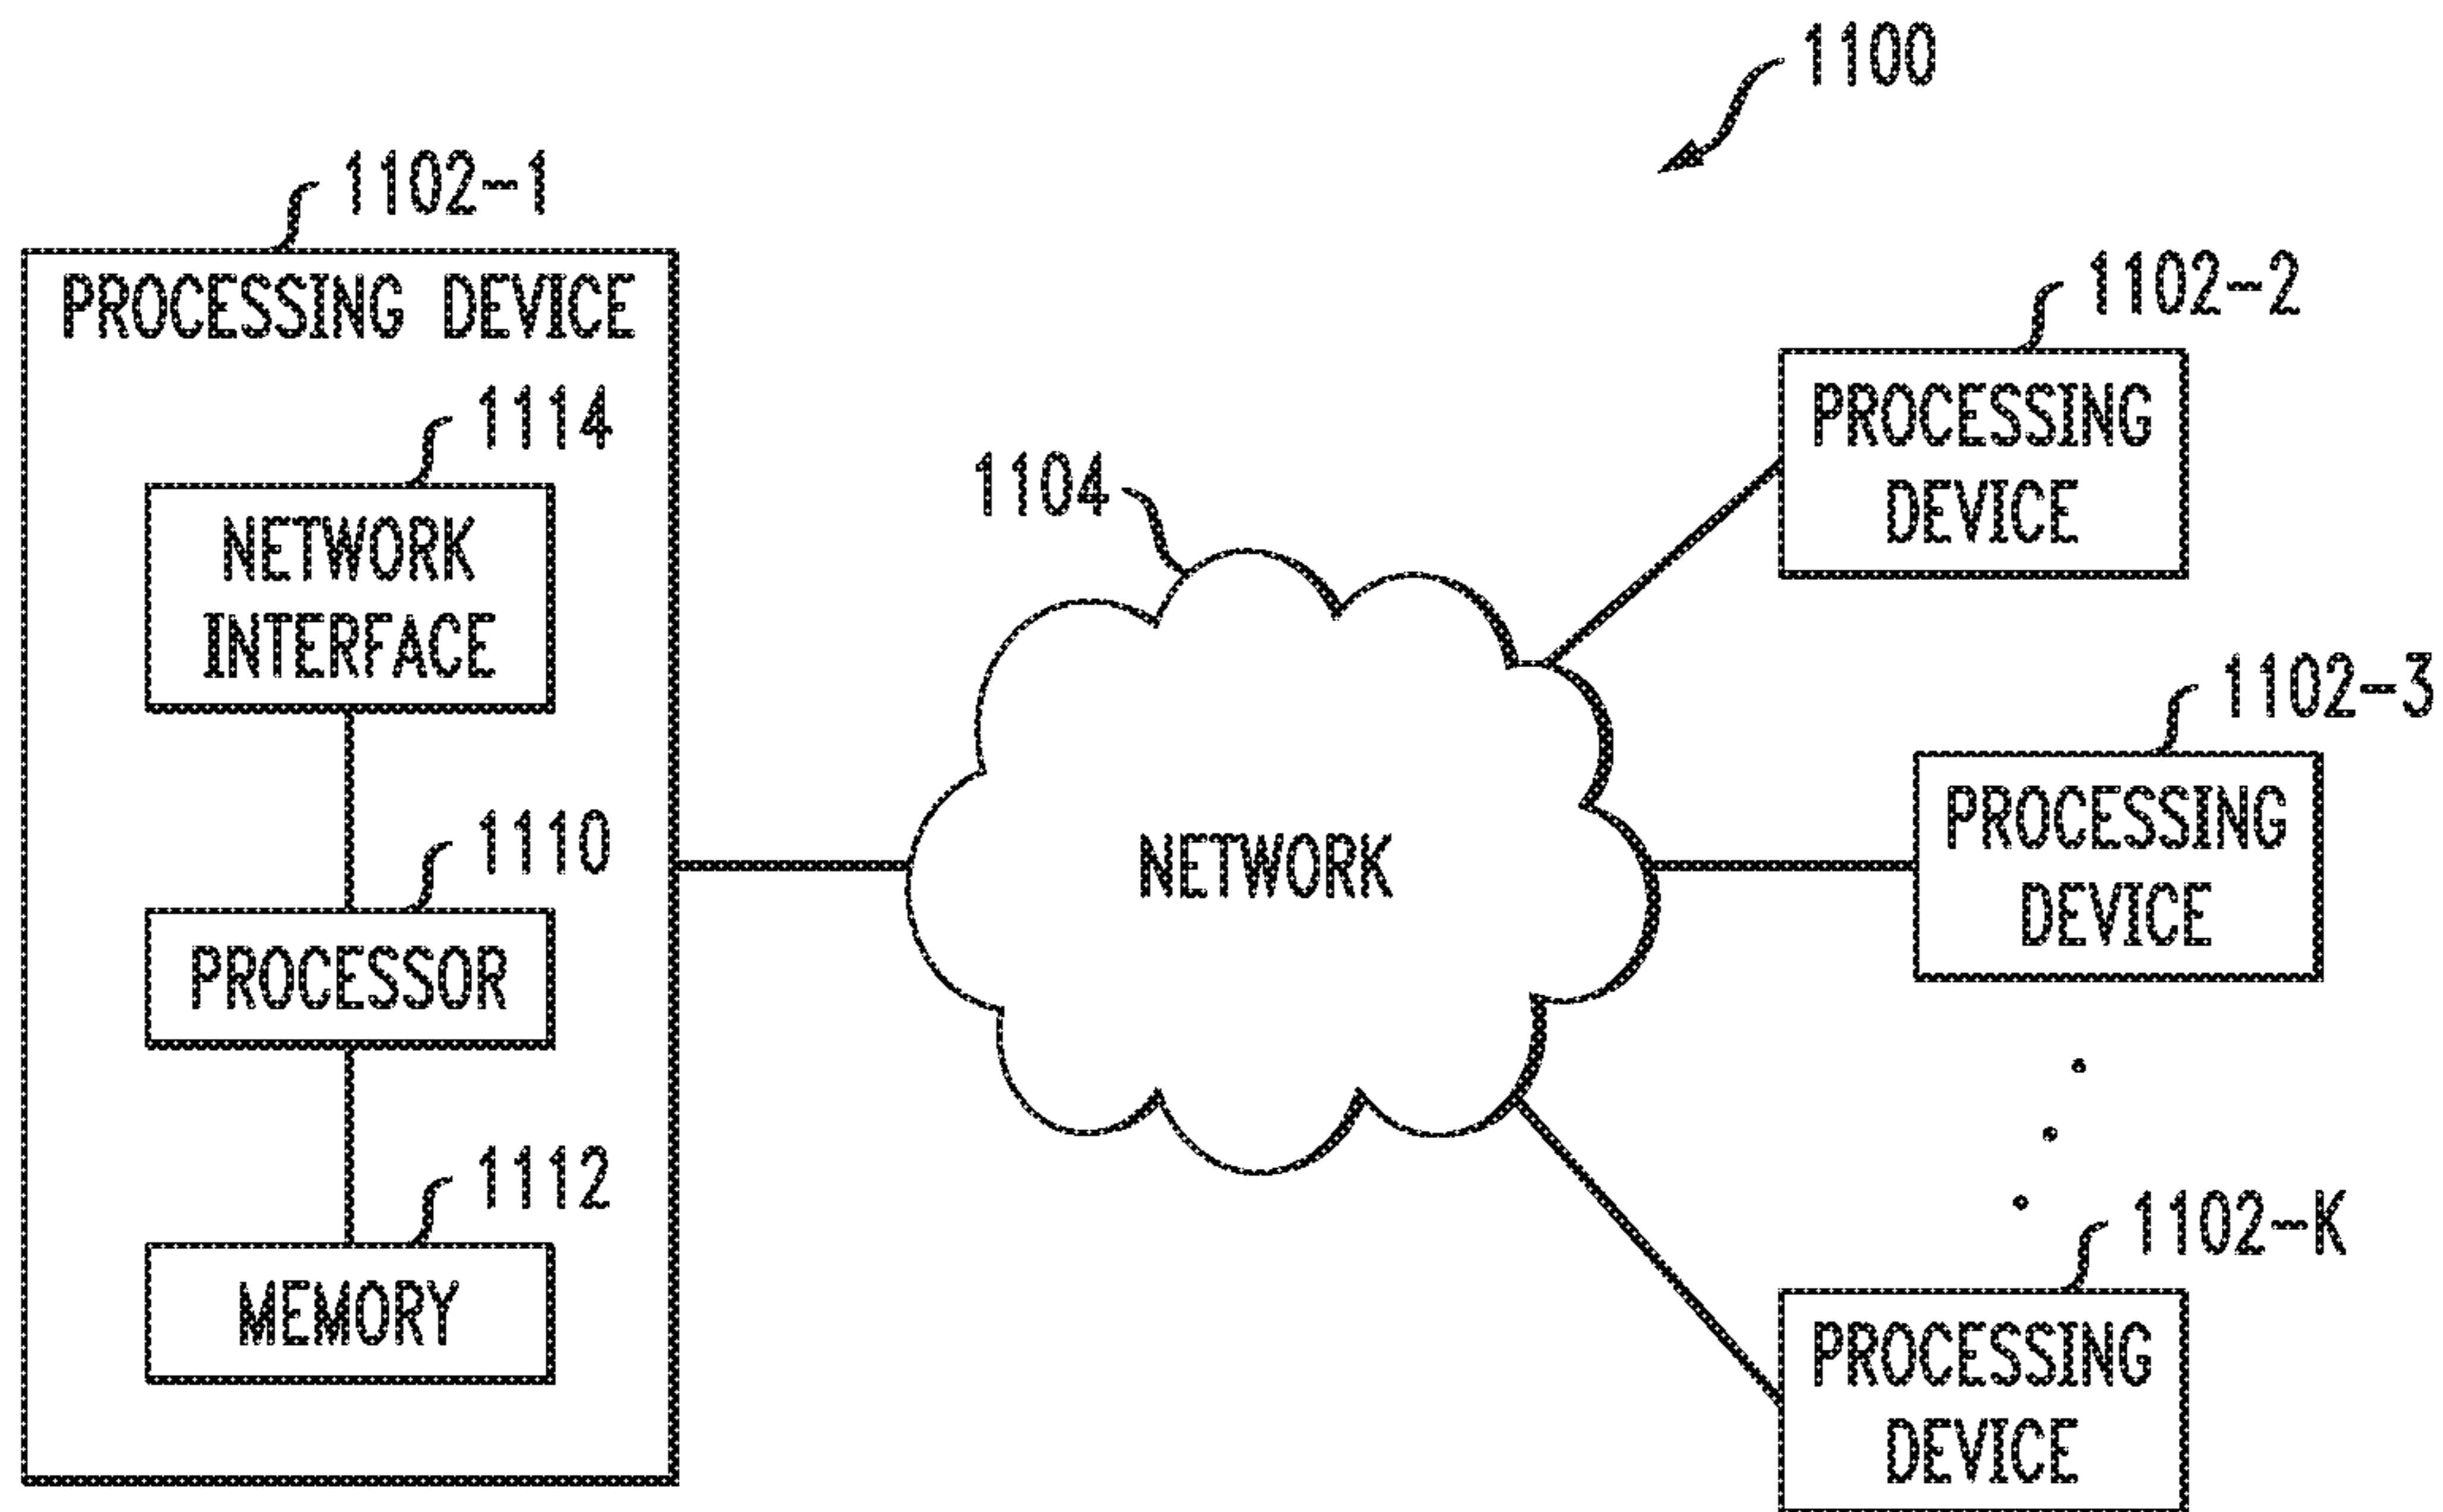 1100
1102-1
PROCESSING DEVICE
1114
NETWORK
INTERFACE
1110
PROCESSOR
1112
MEMORY
1104
NETWORK
1102-2
PROCESSING
DEVICE
1102-3
PROCESSING
DEVICE
1102-K
PROCESSING
DEVICE